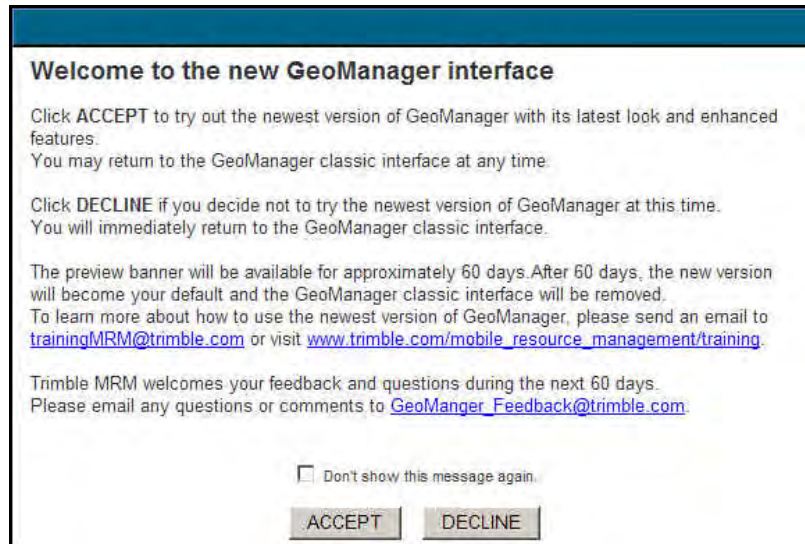 Welcome to the new GeoManager interface
Click ACCEPT to try out the newest version of GeoManager with its latest look and enhanced
features.
You may return to the GeoManager classic interface at any time.
Click DECLINE if you decide not to try the newest version of GeoManager at this time.
You will immediately return to the GeoManager classic interface.
The preview banner will be available for approximately 60 days.After 60 days, the new version
will become your default and the GeoManager classic interface will be removed.
To learn more about how to use the newest version of GeoManager, please send an email to
trainingMRM@trimble.com or visit www.trimble.com/mobile_resource_management/training.
Trimble MRM welcomes your feedback and questions during the next 60 days.
Please email any questions or comments to GeoManger_Feedback@trimble.com.
Don't show this message again.
ACCEPT DECLINE